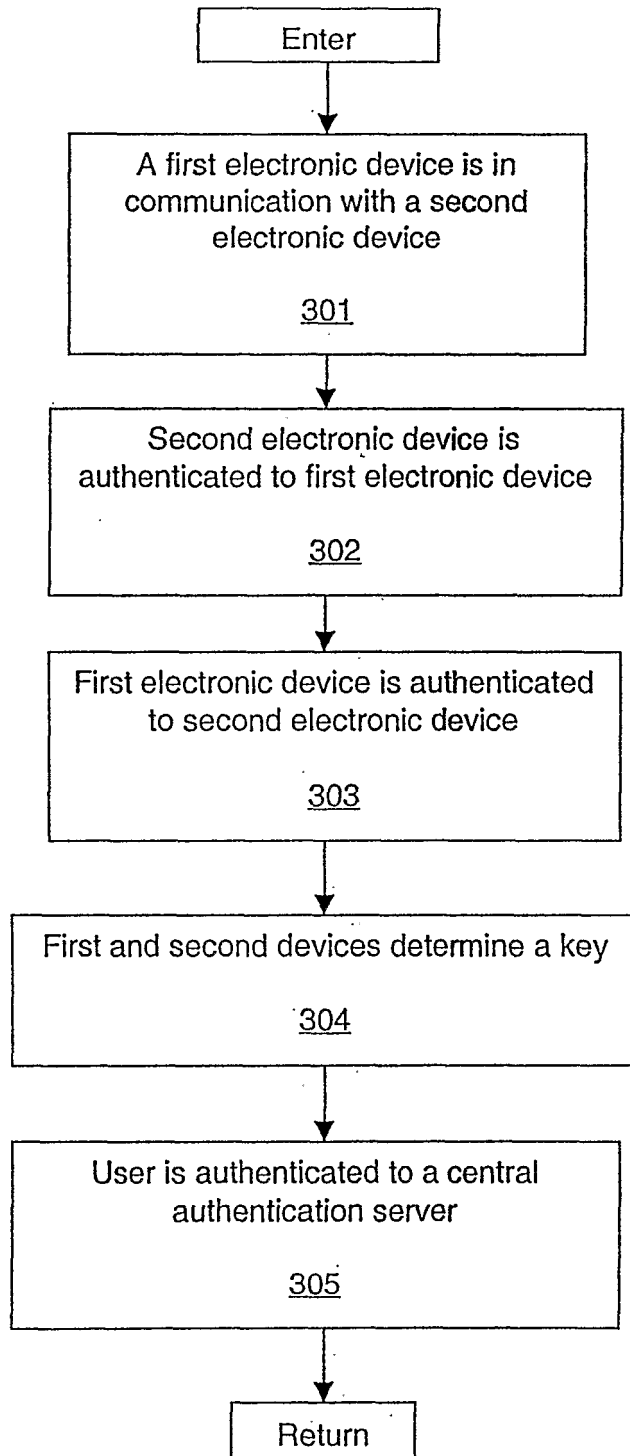 Enter
A first electronic device is in
communication with a second
electronic device
301
Second electronic device is
authenticated to first electronic device
302
First electronic device is authenticated
to second electronic device
303
First and second devices determine a key
304
User is authenticated to a central
authentication server
305
Return